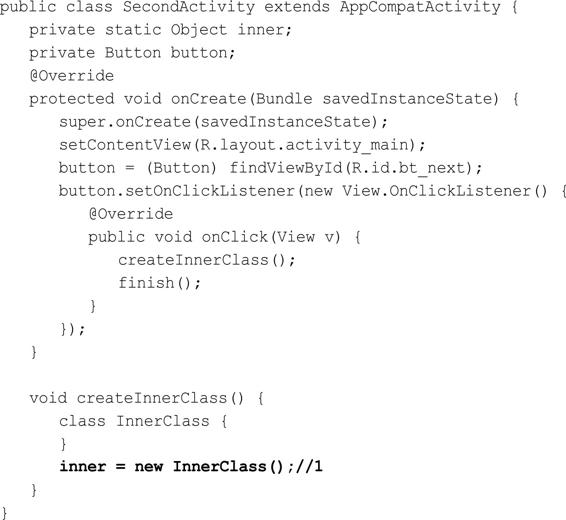 public class SecondActivity extends AppCompatActivity {
    private static Object inner;
    private Button button;
    @Override
    protected void onCreate(Bundle savedInstanceState) {
        super.onCreate(savedInstanceState);
        setContentView(R.layout.activity_main);
        button = (Button) findViewById(R.id.bt_next);
        button.setOnClickListener(new View.OnClickListener() {
            @Override
            public void onClick(View v) {
                createInnerClass();
                finish();
            }
        });
    }

    void createInnerClass() {
        class InnerClass {
        }
        inner = new InnerClass();//1
    }
}